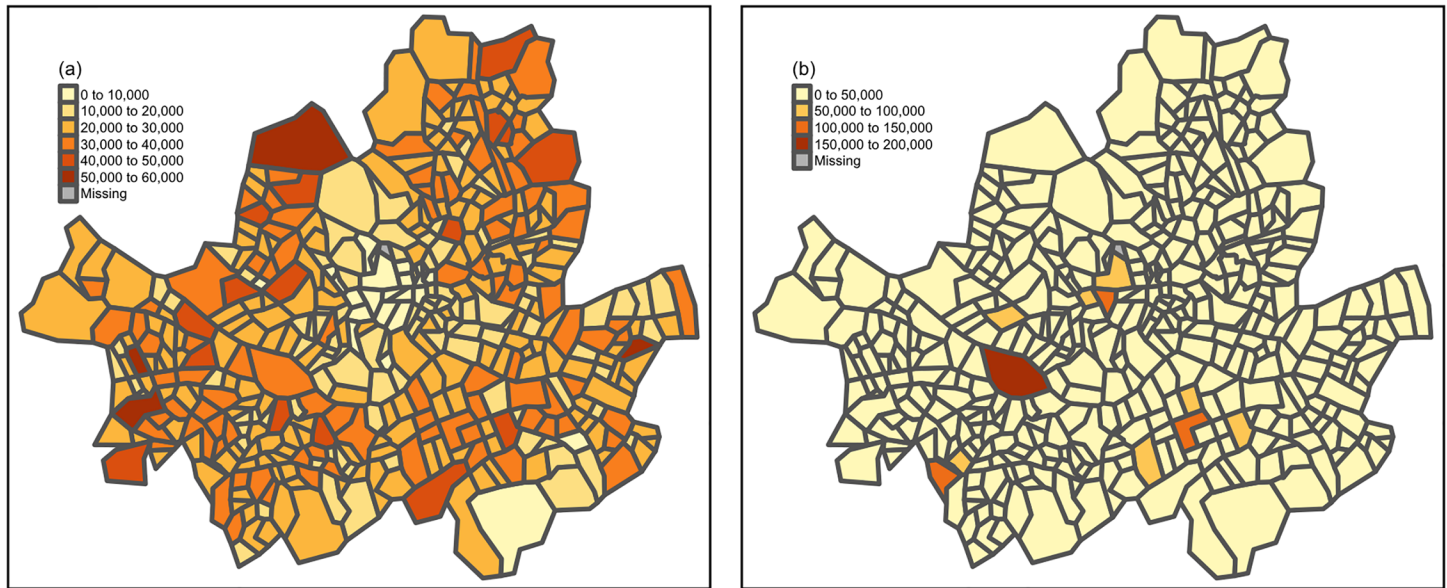 (a)
0 to 10,000
10,000 to 20,000
20,000 to 30,000
30,000 to 40,000
40,000 to 50,000
50,000 to 60,000
Missing
(b)
0 to 50,000
50,000 to 100,000
100,000 to 150,000
150,000 to 200,000
Missing